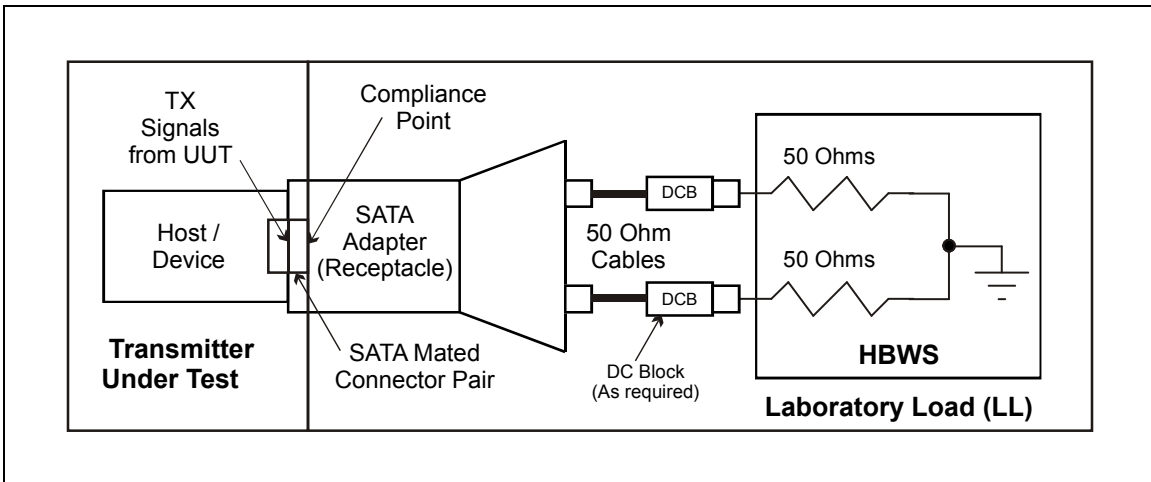 TX
Signals
from UUT
Compliance
Point
Host /
Device
SATA
Adapter
(Receptacle)
Transmitter
Under Test
SATA Mated
Connector Pair
DCB
50 Ohm
Cables
DCB
DC Block
(As required)
50 Ohms
50 Ohms
HBWS
Laboratory Load (LL)